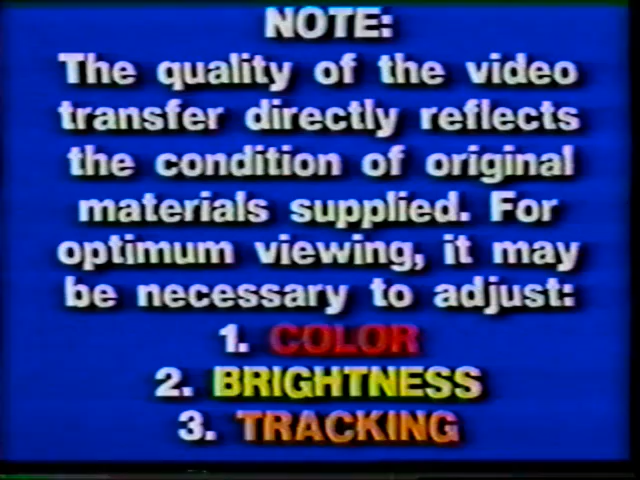 NOTE:
The quality of the video
transfer directly reflects
the condition of original
materials supplied. For
optimum viewing, it may
be necessary to adjust:
1. COLOR
2. BRIGHTNESS
3. TRACKING